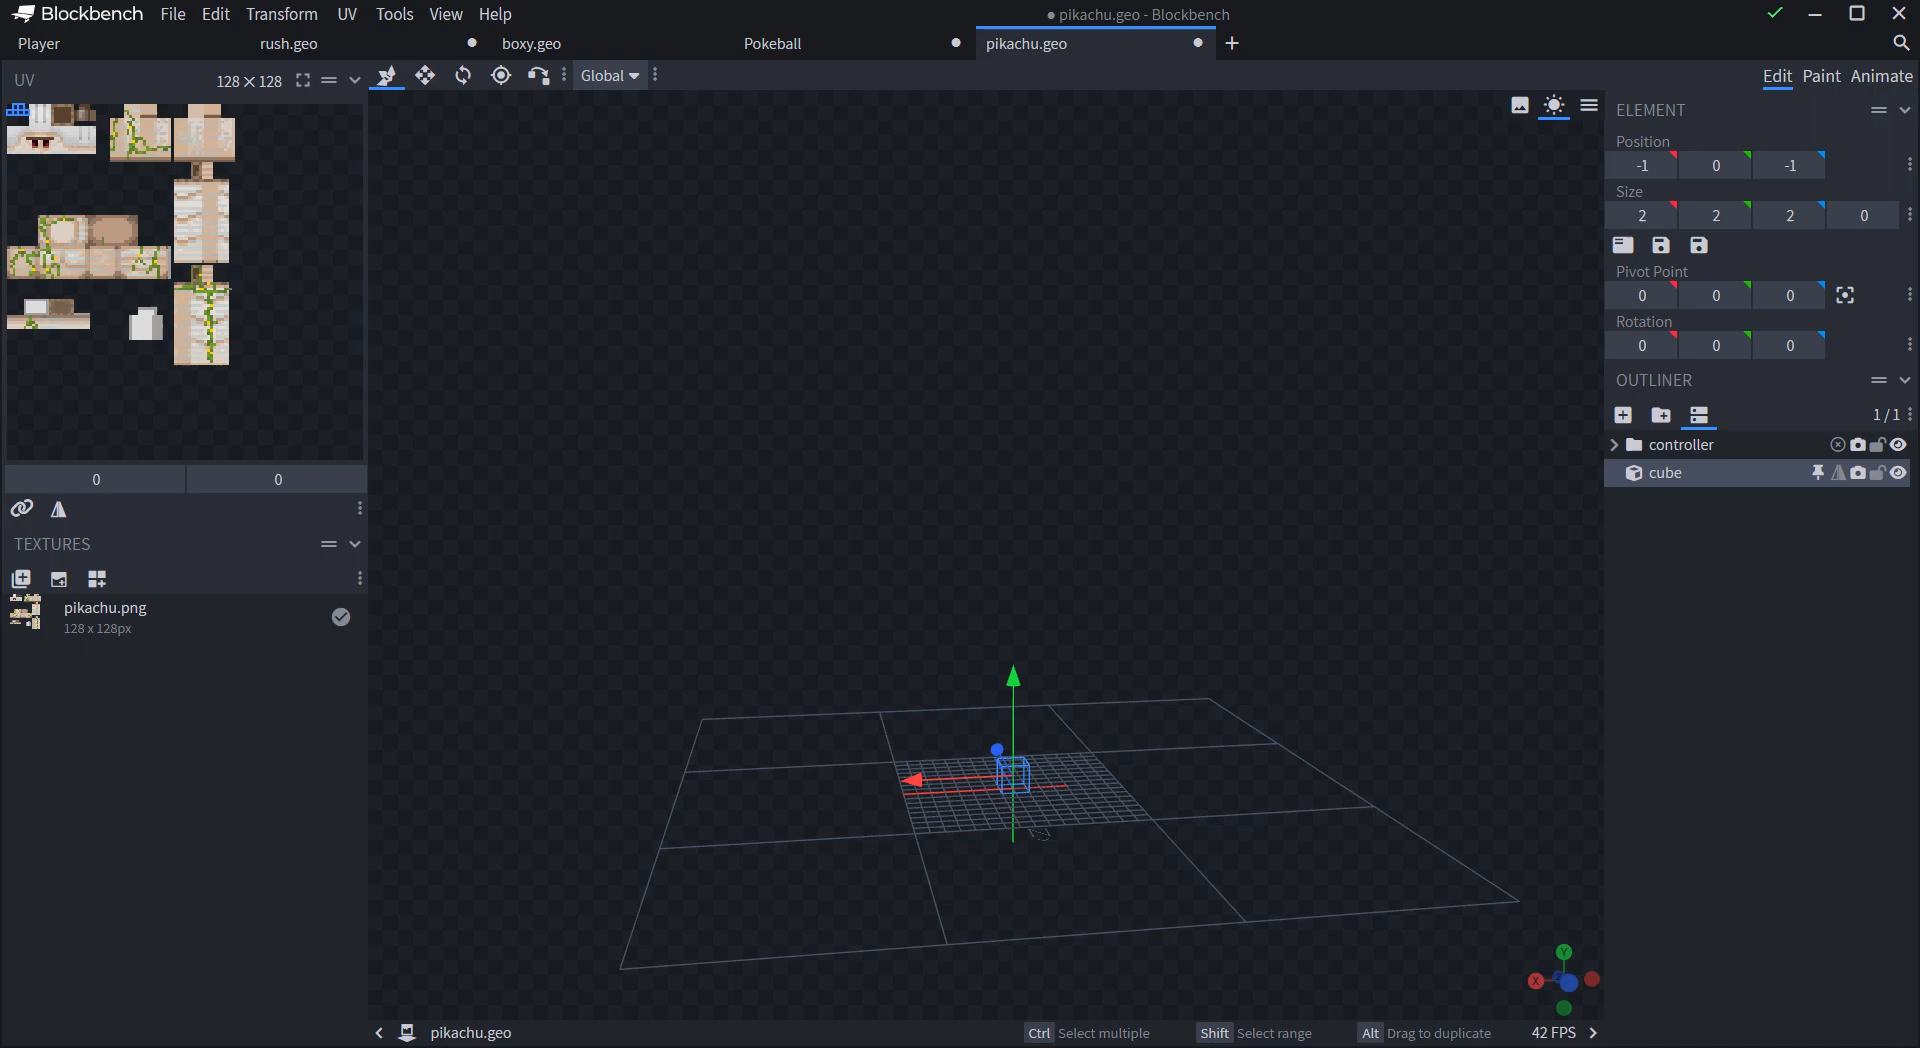 Blockbench File Edit Transform UV Tools View Help
● pikachu.geo - Blockbench
Player rush.geo boxy.geo Pokeball pikachu.geo
UV 128×128
Global
Edit Paint Animate
ELEMENT
Position
-1 0 -1
Size
2 2 2 0
Pivot Point
0 0 0
Rotation
0 0 0
OUTLINER
1/1
controller
cube
0 0
TEXTURES
pikachu.png
128 x 128px
Y
X
pikachu.geo
Ctrl Select multiple Shift Select range Alt Drag to duplicate 42 FPS